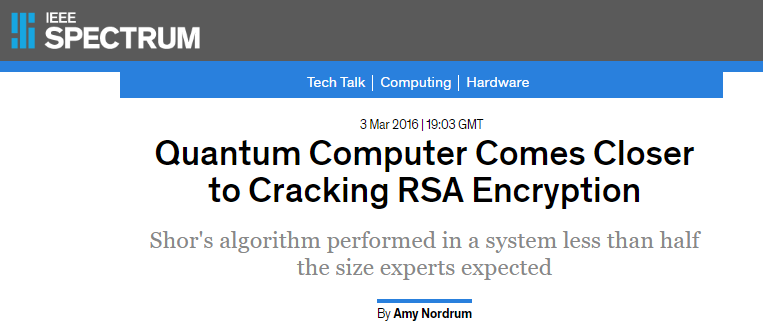 IEEE
SPECTRUM
Tech Talk | Computing | Hardware
3 Mar 2016 | 19:03 GMT
Quantum Computer Comes Closer
to Cracking RSA Encryption
Shor's algorithm performed in a system less than half
the size experts expected
By Amy Nordrum